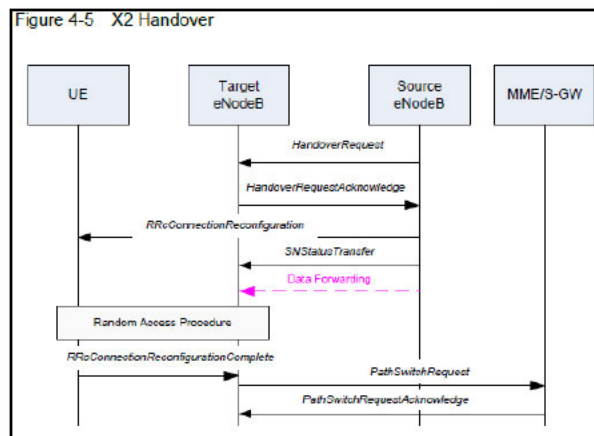 Figure 4-5 X2 Handover
UE
Target
eNodeB
Source
eNodeB
MME/S-GW
HandoverRequest
HandoverRequestAcknowledge
RRcConnectionReconfiguration
SNStatusTransfer
Data Forwarding
Random Access Procedure
RRcConnectionReconfigurationComplete
PathSwitchRequest
PathSwitchRequestAcknowledge